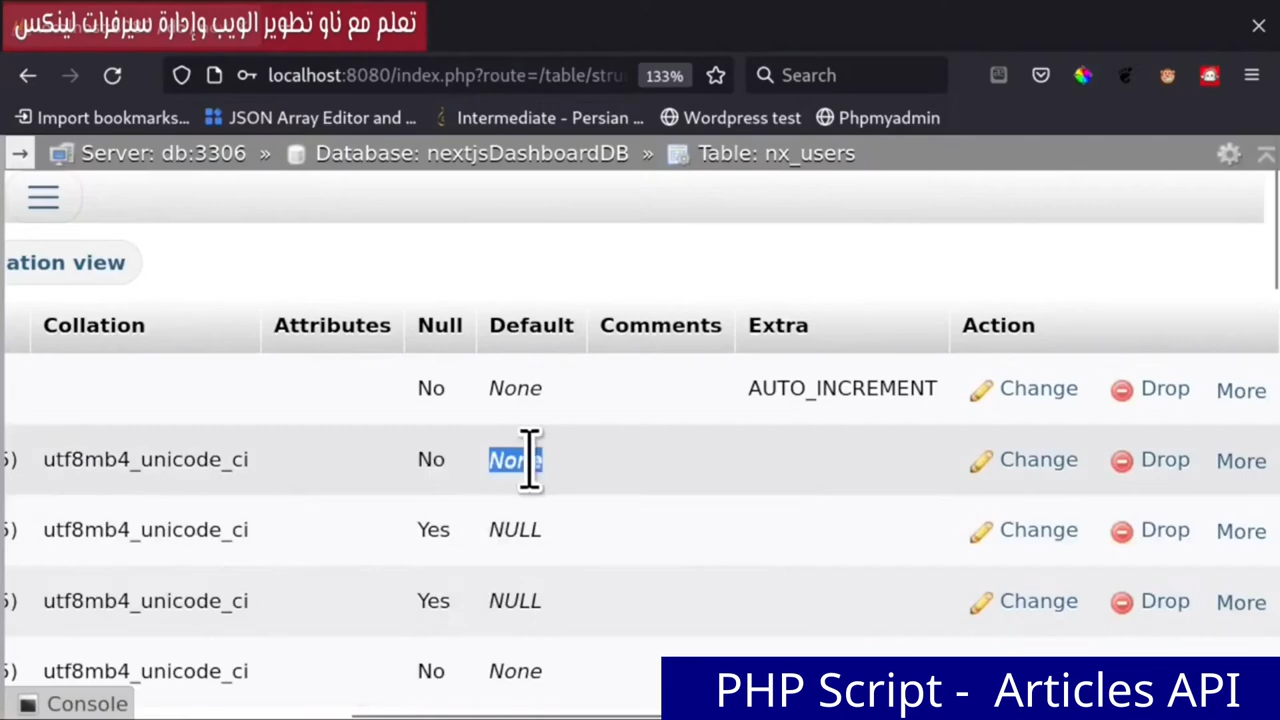 تعلم مع ناو تطوير الويب وإدارة سيرفرات لينكس
localhost:8080/index.php?route=/table/stru
133%
Search
Import bookmarks...
JSON Array Editor and ...
Intermediate - Persian ...
Wordpress test
Phpmyadmin
Server: db:3306 » Database: nextjsDashboardDB » Table: nx_users
ation view
Collation Attributes Null Default Comments Extra Action
No None AUTO_INCREMENT Change Drop More
5) utf8mb4_unicode_ci No None Change Drop More
5) utf8mb4_unicode_ci Yes NULL Change Drop More
5) utf8mb4_unicode_ci Yes NULL Change Drop More
5) utf8mb4_unicode_ci No None
Console
PHP Script - Articles API